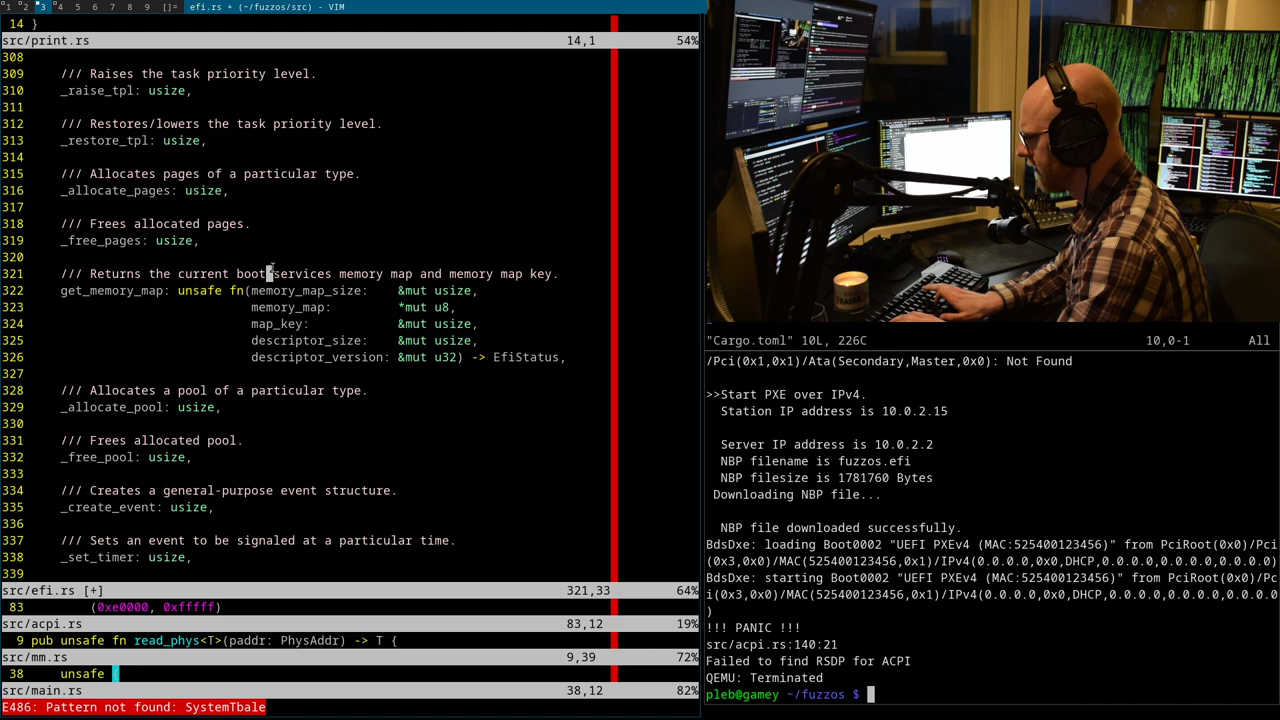 1 2 3 4 5 6 7 8 9 []= efi.rs + (~/fuzzos/src) - VIM
14 }
src/print.rs 14,1 54%
308
309 /// Raises the task priority level.
310 _raise_tpl: usize,
311
312 /// Restores/lowers the task priority level.
313 _restore_tpl: usize,
314
315 /// Allocates pages of a particular type.
316 _allocate_pages: usize,
317
318 /// Frees allocated pages.
319 _free_pages: usize,
320
321 /// Returns the current boot services memory map and memory map key.
322 get_memory_map: unsafe fn(memory_map_size: &mut usize,
323 memory_map: *mut u8,
324 map_key: &mut usize,
325 descriptor_size: &mut usize,
326 descriptor_version: &mut u32) -> EfiStatus,
327
328 /// Allocates a pool of a particular type.
329 _allocate_pool: usize,
330
331 /// Frees allocated pool.
332 _free_pool: usize,
333
334 /// Creates a general-purpose event structure.
335 _create_event: usize,
336
337 /// Sets an event to be signaled at a particular time.
338 _set_timer: usize,
339
src/efi.rs [+] 321,33 64%
83 (0xe0000, 0xfffff)
src/acpi.rs 83,12 19%
9 pub unsafe fn read_phys<T>(paddr: PhysAddr) -> T {
src/mm.rs 9,39 72%
38 unsafe {
src/main.rs 38,12 82%
E486: Pattern not found: SystemTbale
~
"Cargo.toml" 10L, 226C 10,0-1 All
/Pci(0x1,0x1)/Ata(Secondary,Master,0x0): Not Found
>>Start PXE over IPv4.
Station IP address is 10.0.2.15
Server IP address is 10.0.2.2
NBP filename is fuzzos.efi
NBP filesize is 1781760 Bytes
Downloading NBP file...
NBP file downloaded successfully.
BdsDxe: loading Boot0002 "UEFI PXEv4 (MAC:525400123456)" from PciRoot(0x0)/Pci
(0x3,0x0)/MAC(525400123456,0x1)/IPv4(0.0.0.0,0x0,DHCP,0.0.0.0,0.0.0.0,0.0.0.0)
BdsDxe: starting Boot0002 "UEFI PXEv4 (MAC:525400123456)" from PciRoot(0x0)/Pc
i(0x3,0x0)/MAC(525400123456,0x1)/IPv4(0.0.0.0,0x0,DHCP,0.0.0.0,0.0.0.0,0.0.0.0
)
!!! PANIC !!!
src/acpi.rs:140:21
Failed to find RSDP for ACPI
QEMU: Terminated
pleb@gamey ~/fuzzos $